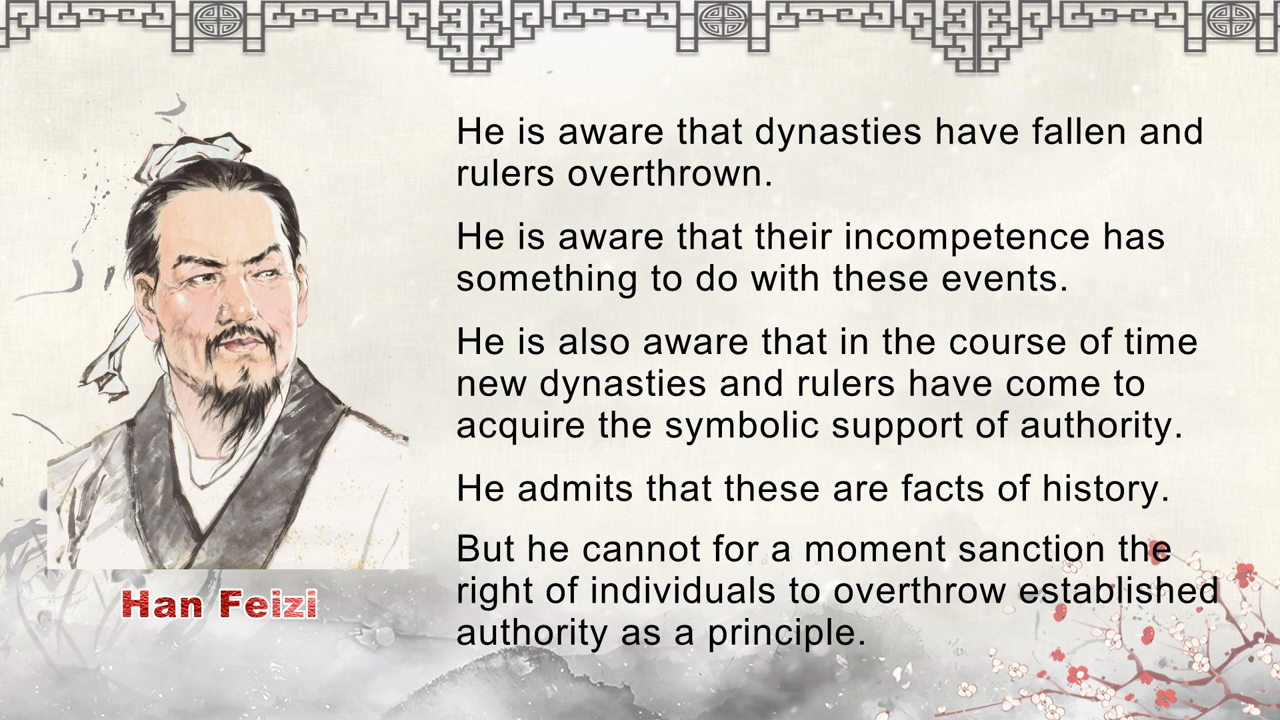 He is aware that dynasties have fallen and
rulers overthrown.
He is aware that their incompetence has
something to do with these events.
He is also aware that in the course of time
new dynasties and rulers have come to
acquire the symbolic support of authority.
He admits that these are facts of history.
But he cannot for a moment sanction the
right of individuals to overthrow established
authority as a principle.
Han Feizi